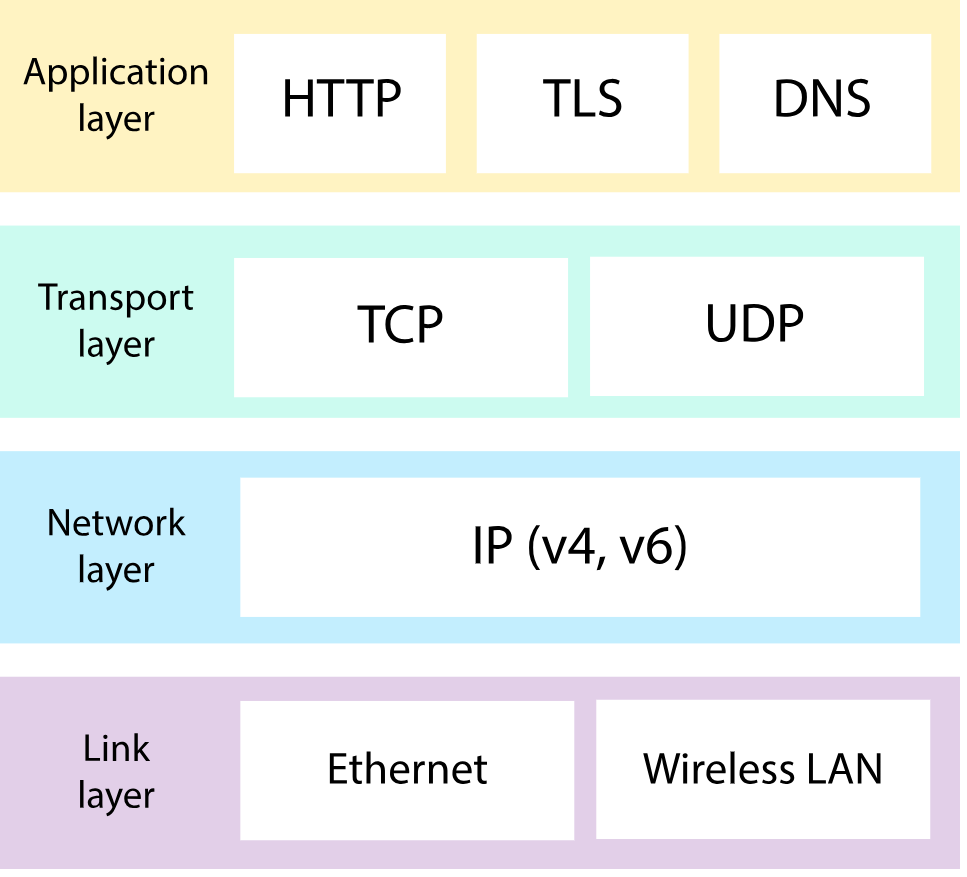 Application
layer
HTTP
TLS
DNS
Transport
layer
TCP
UDP
Network
layer
IP (v4, v6)
Link
layer
Ethernet
Wireless LAN